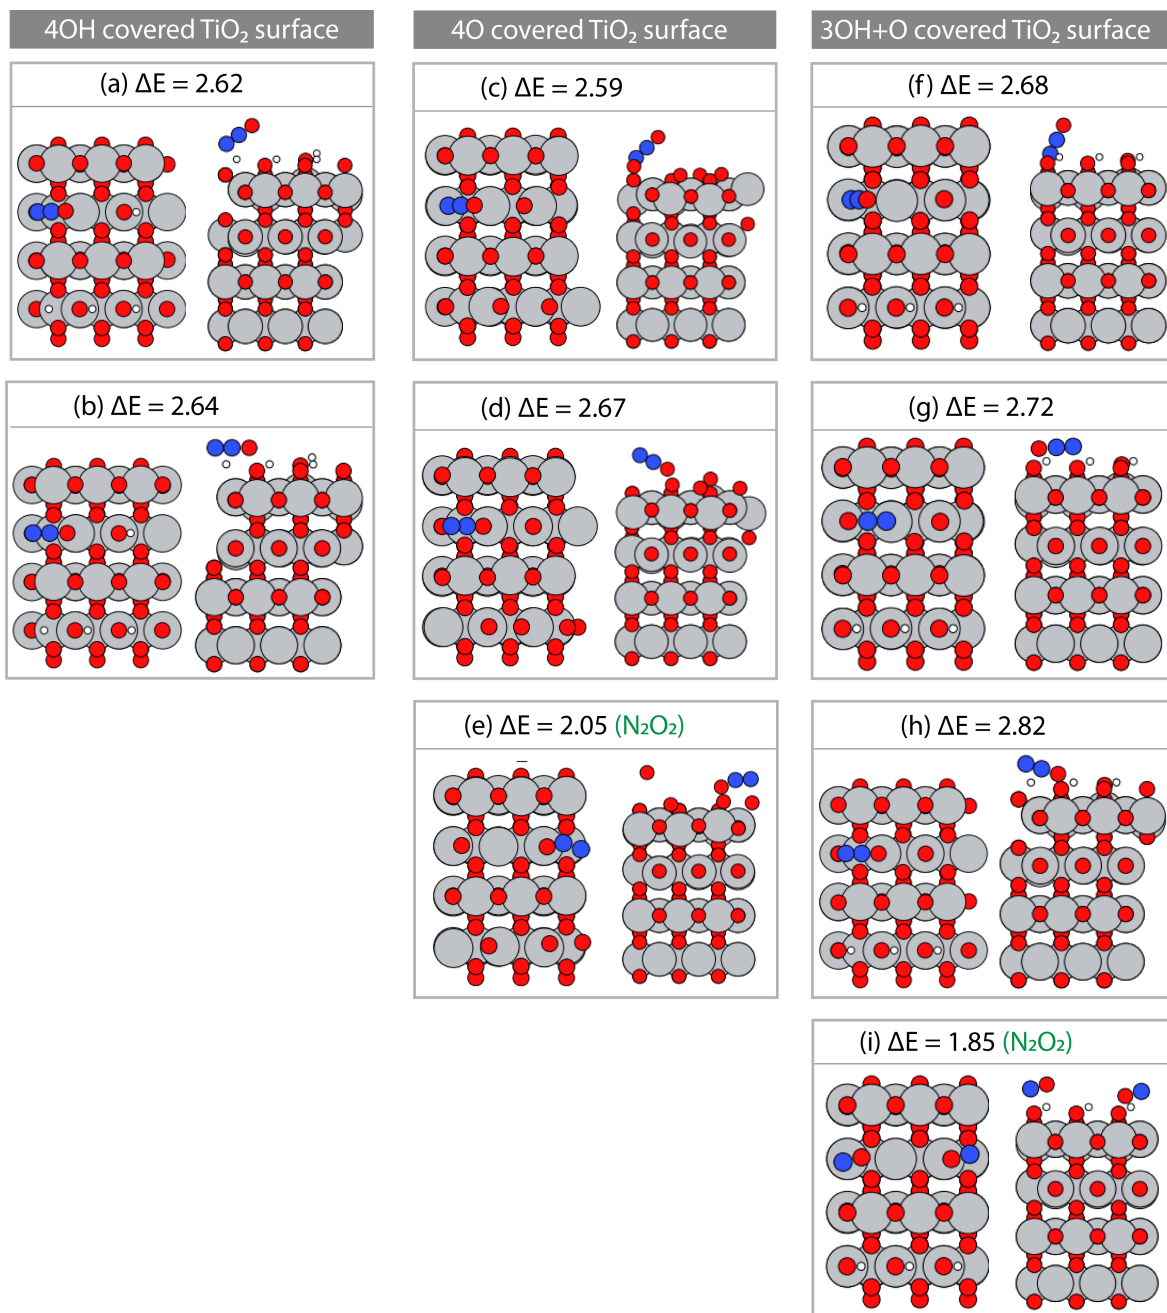 4OH covered TiO₂ surface
4O covered TiO₂ surface
3OH+O covered TiO₂ surface
(a) ΔE = 2.62
(c) ΔE = 2.59
(f) ΔE = 2.68
(b) ΔE = 2.64
(d) ΔE = 2.67
(g) ΔE = 2.72
(e) ΔE = 2.05 (N₂O₂)
(h) ΔE = 2.82
(i) ΔE = 1.85 (N₂O₂)